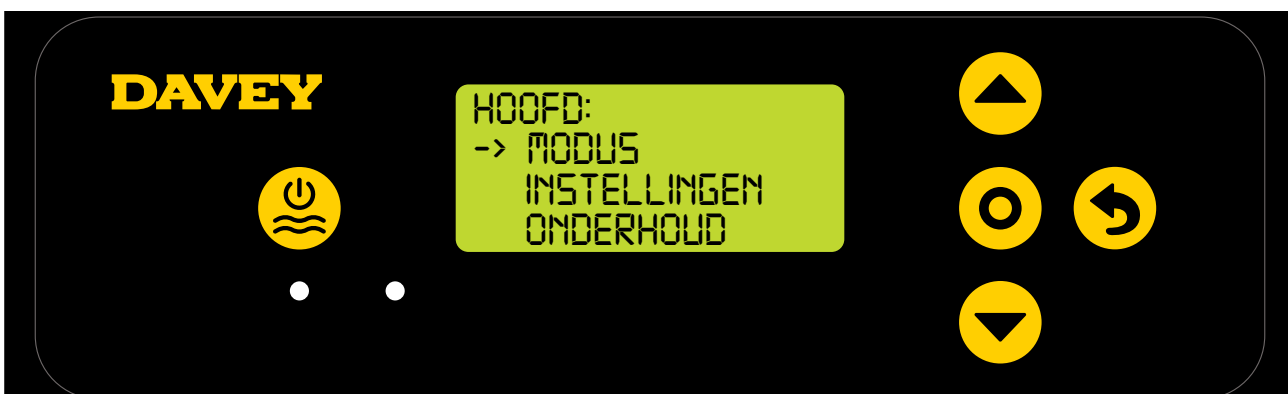 DAVEY
HOOFD:
-> MODUS
INSTELLINGEN
ONDERHOUD